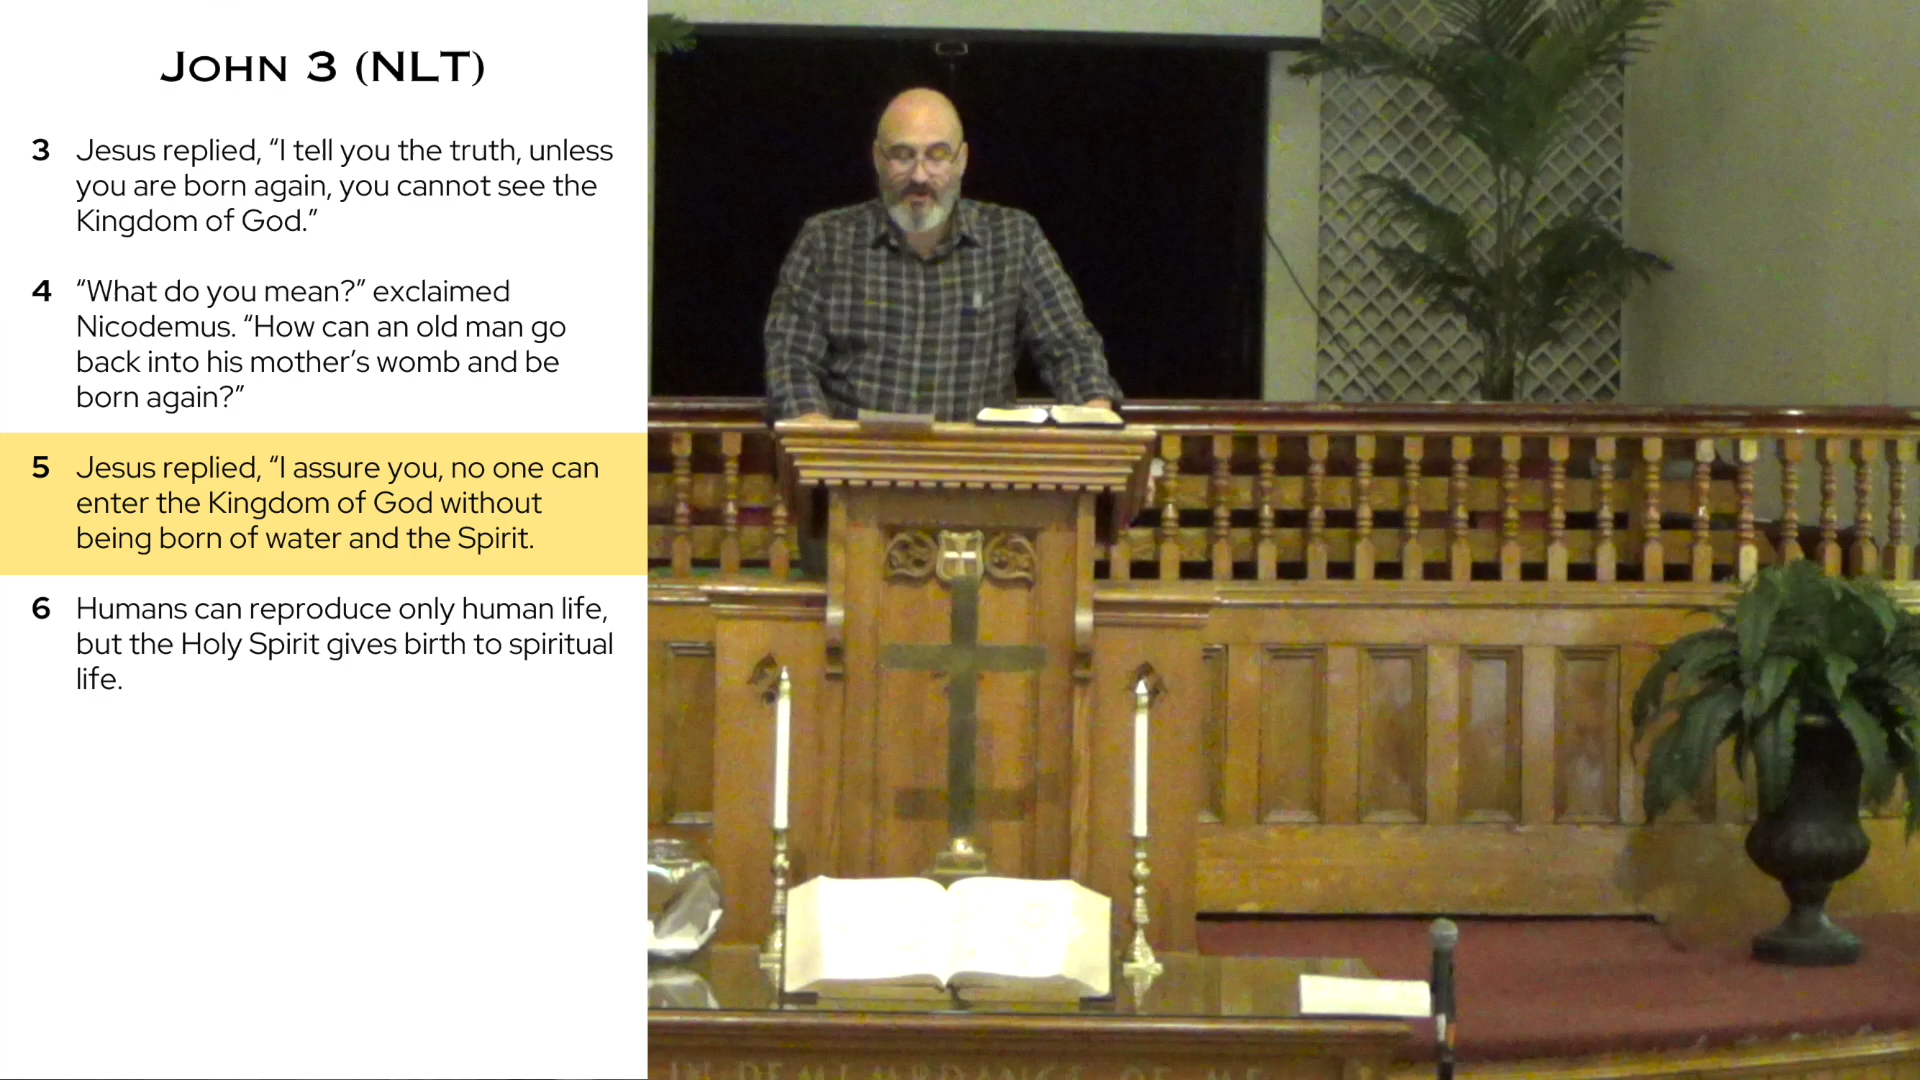 JOHN 3 (NLT)
3 Jesus replied, “I tell you the truth, unless
you are born again, you cannot see the
Kingdom of God.”
4 “What do you mean?” exclaimed
Nicodemus. “How can an old man go
back into his mother’s womb and be
born again?”
5 Jesus replied, “I assure you, no one can
enter the Kingdom of God without
being born of water and the Spirit.
6 Humans can reproduce only human life,
but the Holy Spirit gives birth to spiritual
life.
IN REMEMBRANCE OF ME